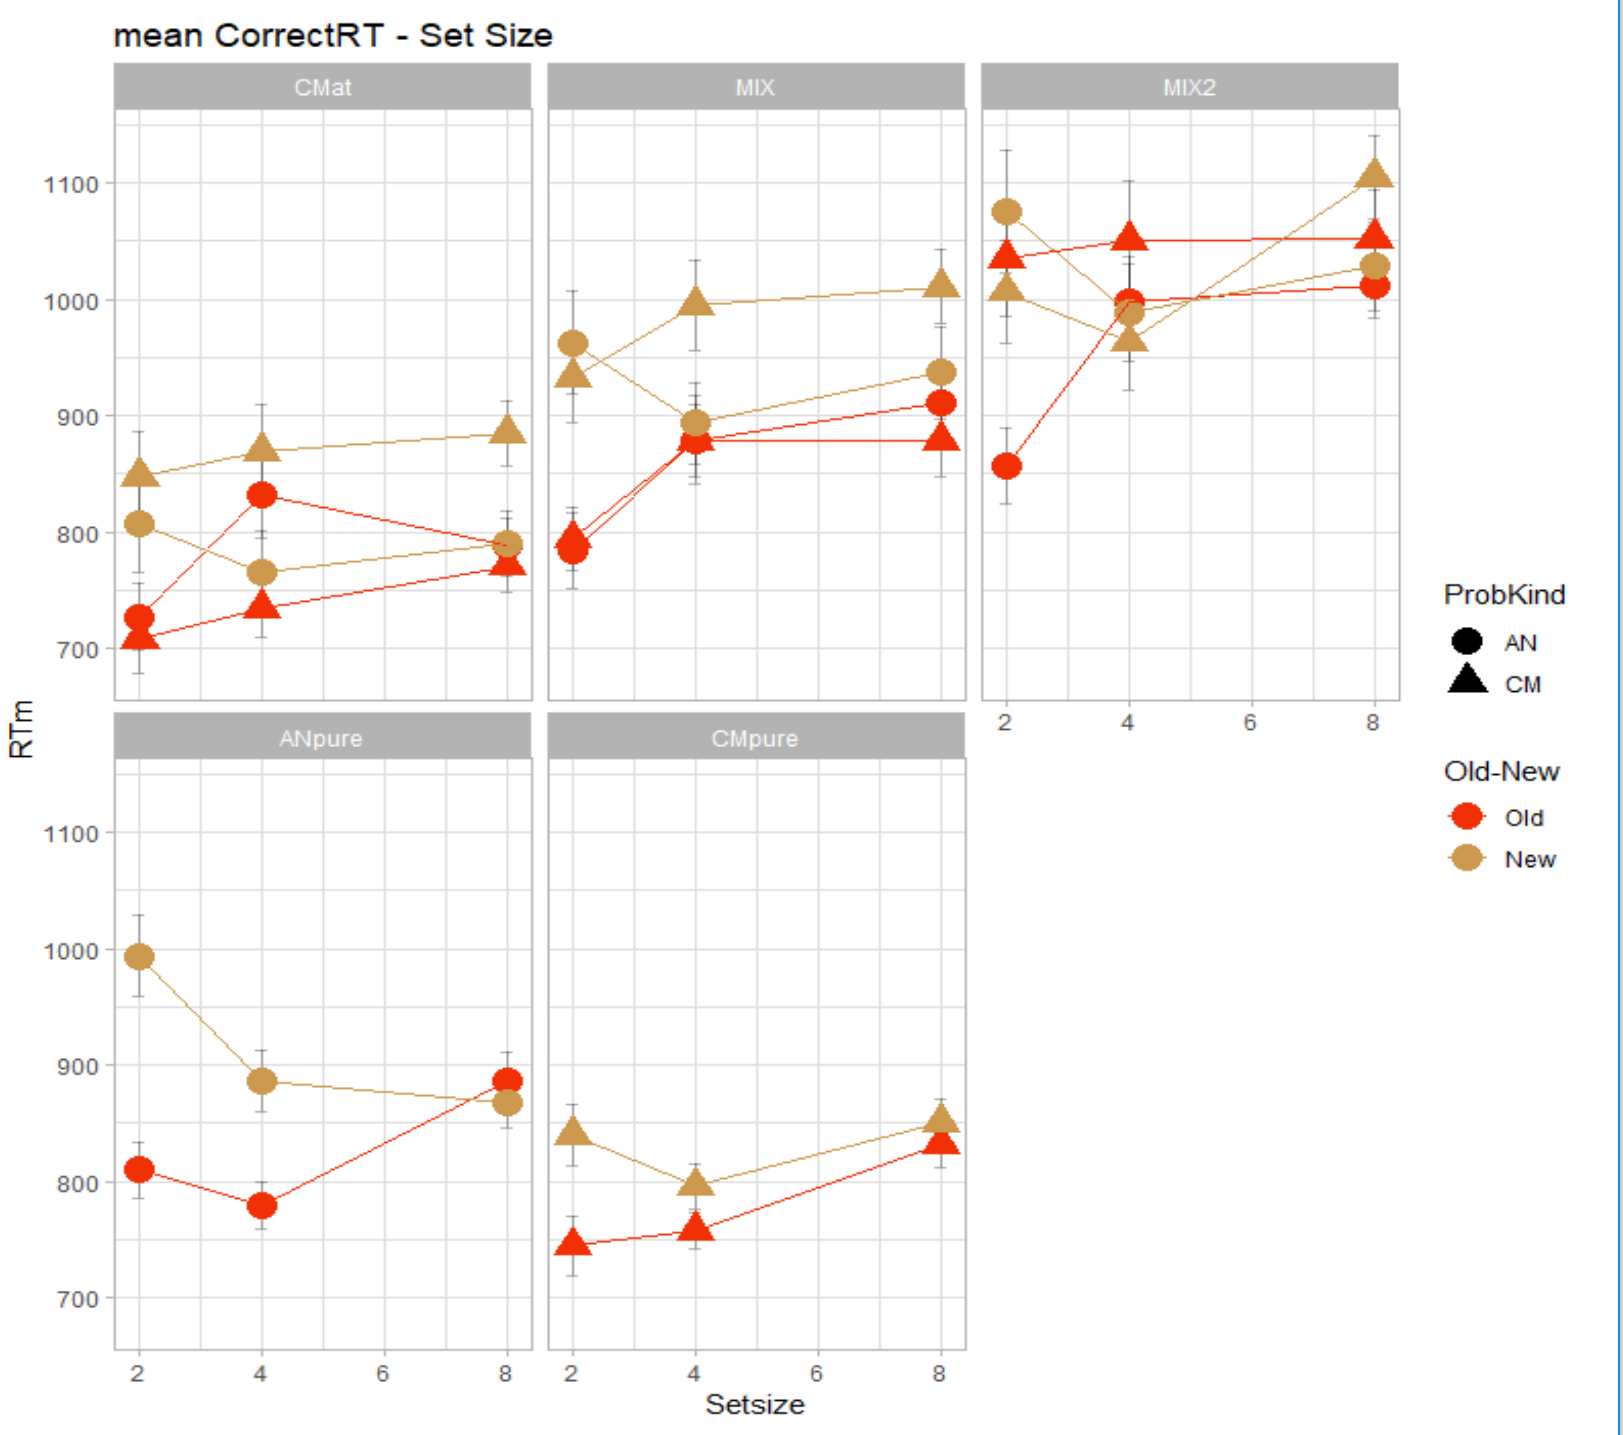 mean CorrectRT - Set Size
CMat
MIX
MIX2
1100
1000
900
800
700
2
4
6
8
ANpure
CMpure
1100
1000
900
800
700
2
4
6
8
2
4
6
8
RTm
Setsize
ProbKind
AN
CM
Old-New
Old
New